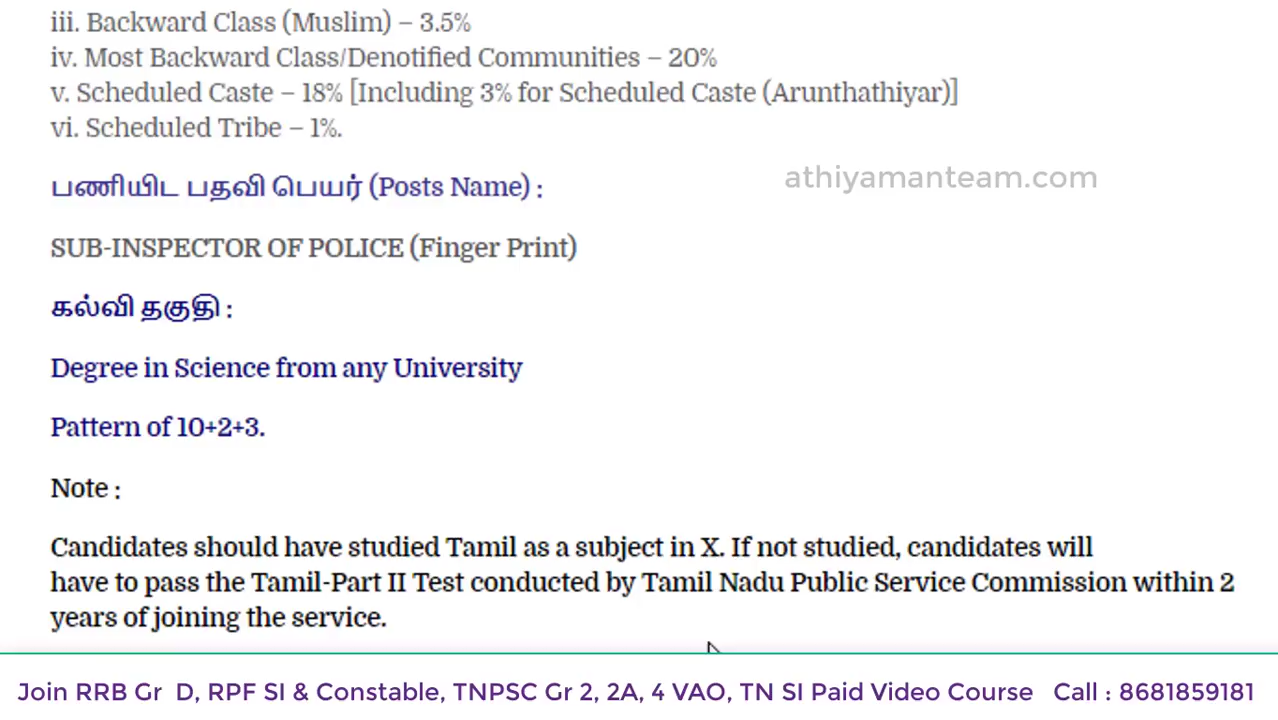 iii. Backward Class (Muslim) – 3.5%
iv. Most Backward Class/Denotified Communities – 20%
v. Scheduled Caste – 18% [Including 3% for Scheduled Caste (Arunthathiyar)]
vi. Scheduled Tribe – 1%.
athiyamanteam.com
பணியிட பதவி பெயர் (Posts Name) :
SUB-INSPECTOR OF POLICE (Finger Print)
கல்வி தகுதி :
Degree in Science from any University
Pattern of 10+2+3.
Note :
Candidates should have studied Tamil as a subject in X. If not studied, candidates will
have to pass the Tamil-Part II Test conducted by Tamil Nadu Public Service Commission within 2
years of joining the service.
Join RRB Gr D, RPF SI & Constable, TNPSC Gr 2, 2A, 4 VAO, TN SI Paid Video Course Call : 8681859181